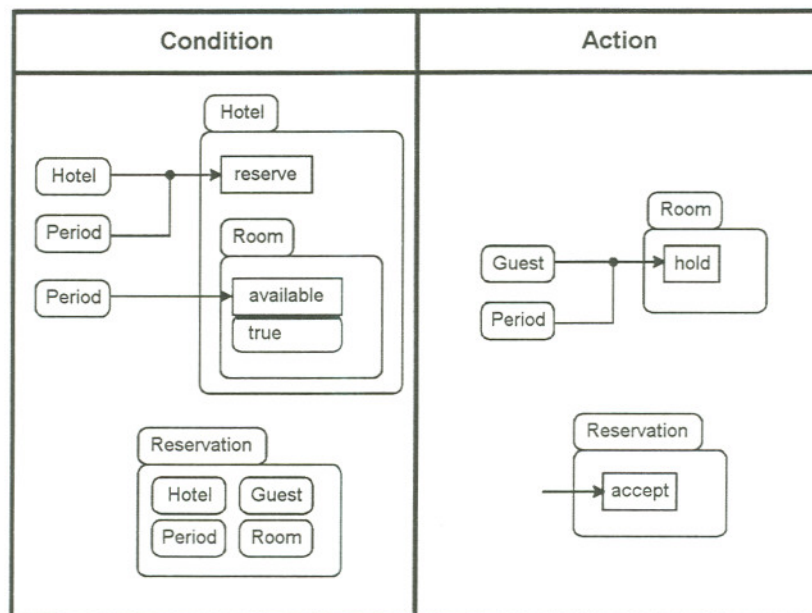 Condition
Action
Hotel
Hotel
reserve
Period
Room
Period
available
true
Reservation
Hotel Guest
Period Room
Room
Guest
hold
Period
Reservation
accept